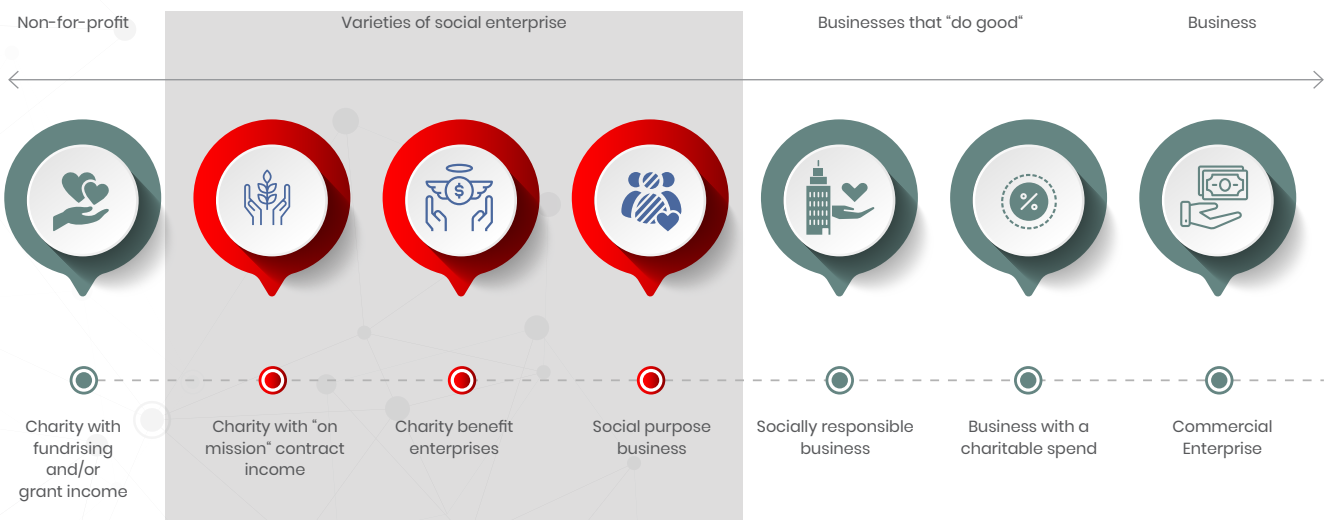 Non-for-profit
Varieties of social enterprise
Businesses that “do good“
Business
$
%
Charity with
fundrising
and/or
grant income
Charity with “on
mission“ contract
income
Charity benefit
enterprises
Social purpose
business
Socially responsible
business
Business with a
charitable spend
Commercial
Enterprise